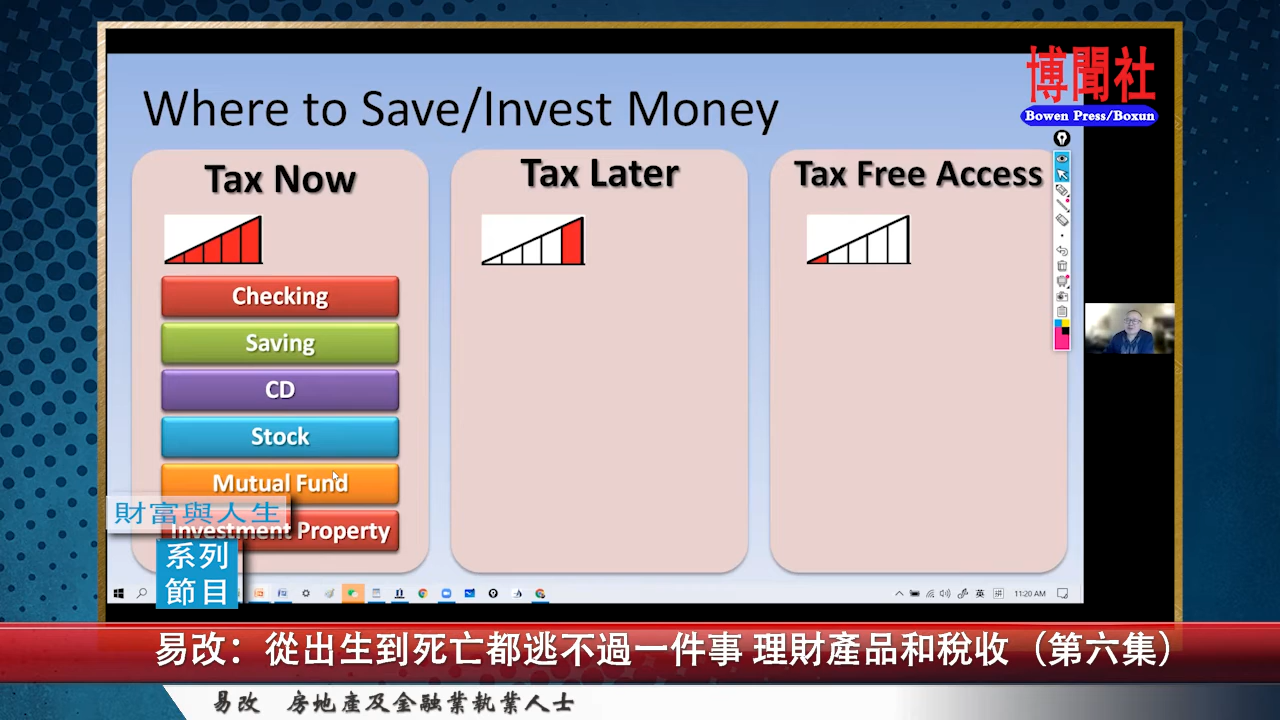 博聞社
Bowen Press/Boxun
Where to Save/Invest Money
Tax Now
Tax Later
Tax Free Access
Checking
Saving
CD
Stock
Mutual Fund
Investment Property
財富與人生
系列
節目
英
拼
11:20 AM
易改：從出生到死亡都逃不過一件事 理財產品和稅收（第六集）
易改 房地產及金融業執業人士